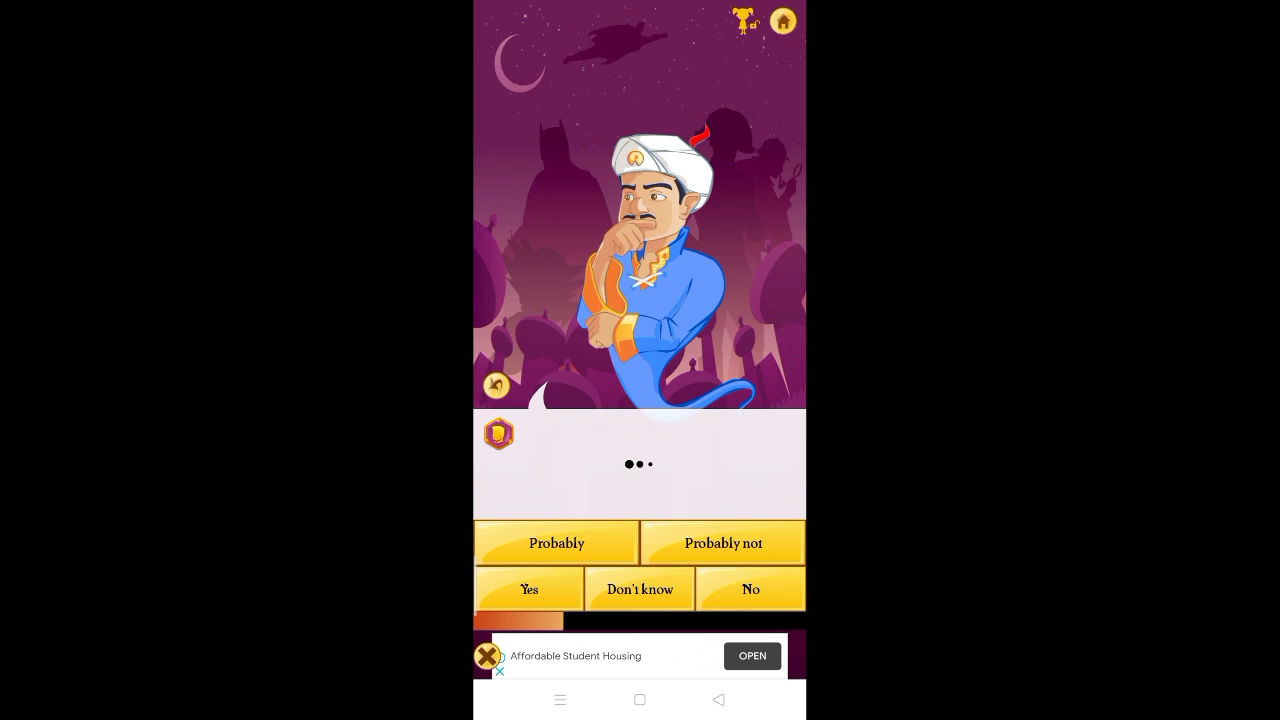 Probably
Probably not
Yes
Don't know
No
Affordable Student Housing
OPEN